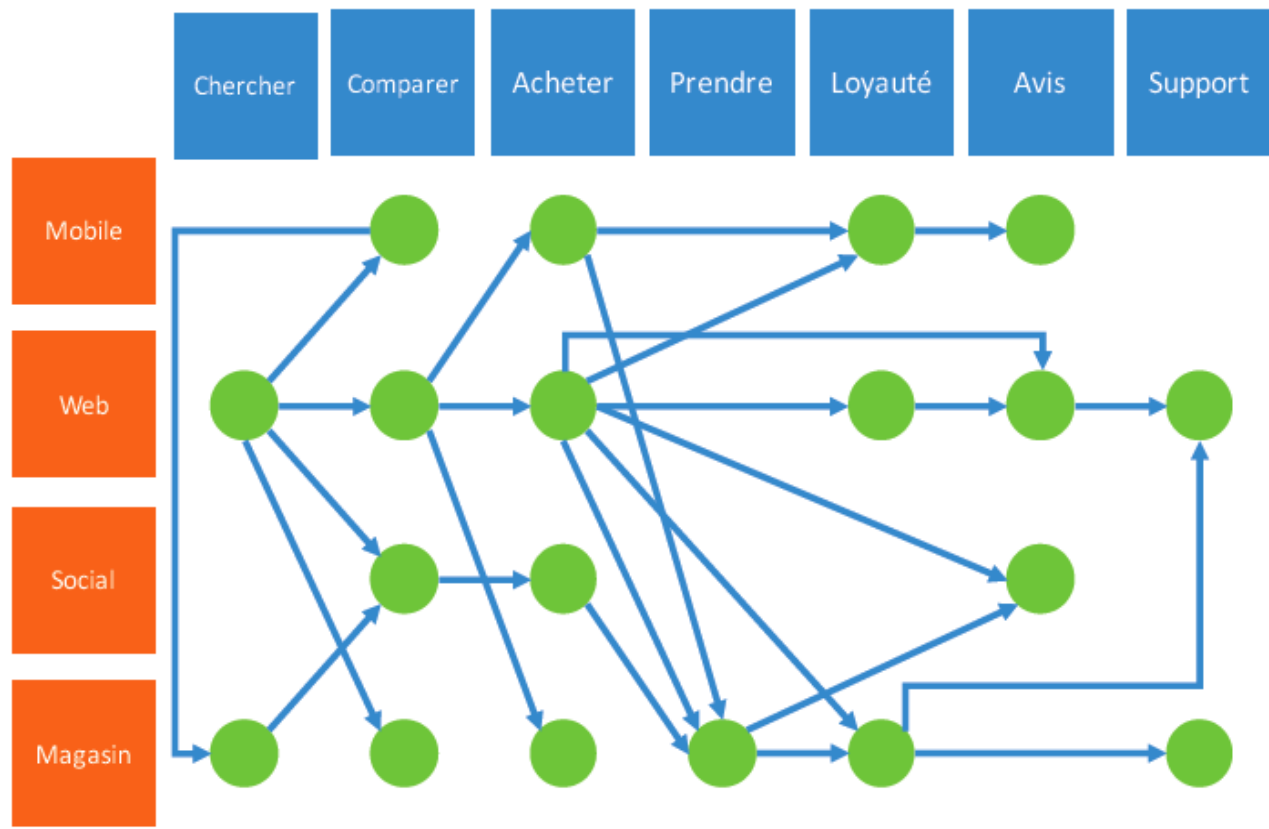 Chercher
Comparer
Acheter
Prendre
Loyauté
Avis
Support
Mobile
Web
Social
Magasin